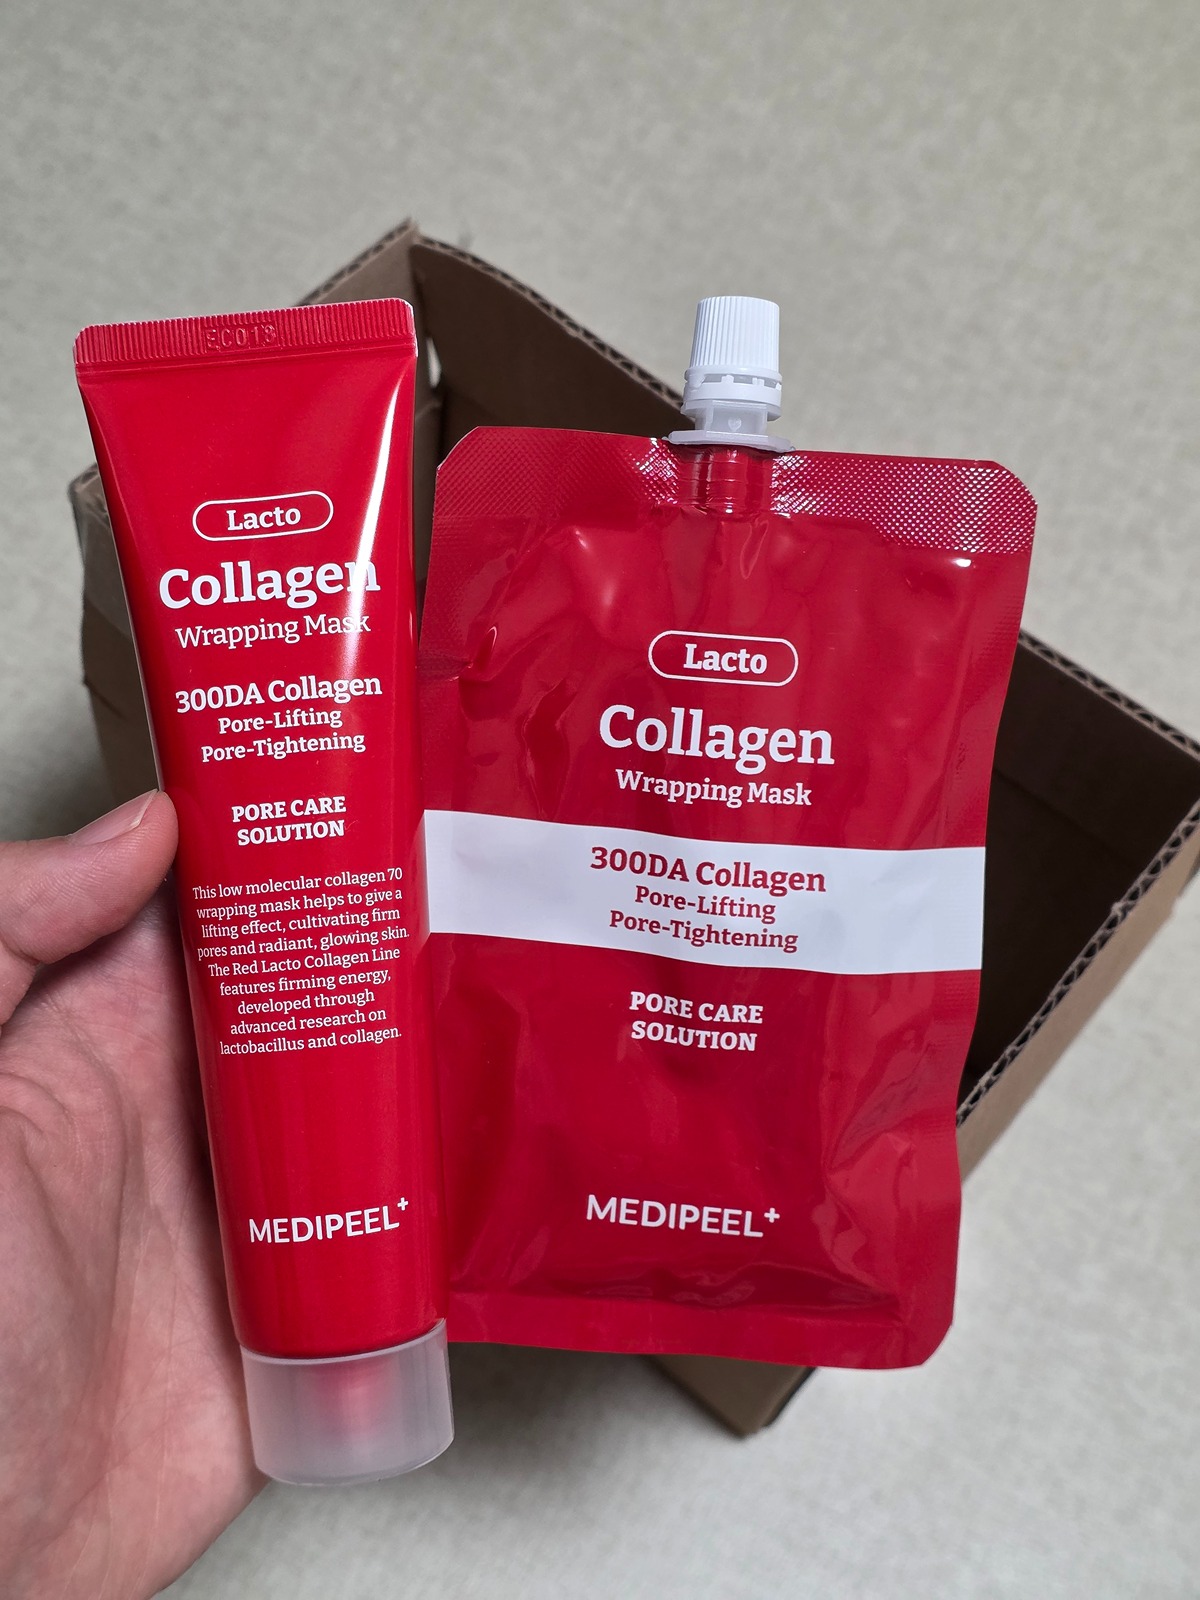 EC013
Lacto
Collagen
Wrapping Mask
300DA Collagen
Pore-Lifting
Pore-Tightening
PORE CARE
SOLUTION
This low molecular collagen 70
wrapping mask helps to give a
lifting effect, cultivating firm
pores and radiant, glowing skin.
The Red Lacto Collagen Line
features firming energy,
developed through
advanced research on
lactobacillus and collagen.
MEDIPEEL+
Lacto
Collagen
Wrapping Mask
300DA Collagen
Pore-Lifting
Pore-Tightening
PORE CARE
SOLUTION
MEDIPEEL+